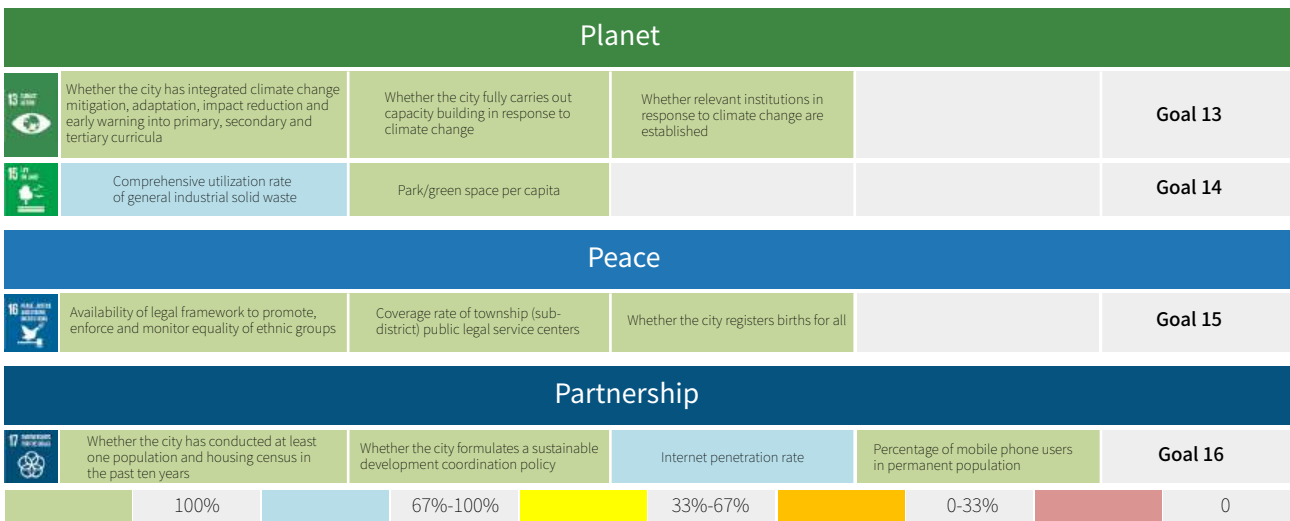 Planet
13
Whether the city has integrated climate change
mitigation, adaptation, impact reduction and
early warning into primary, secondary and
tertiary curricula
Whether the city fully carries out
capacity building in response to
climate change
Whether relevant institutions in
response to climate change are
established
Goal 13
15
Comprehensive utilization rate
of general industrial solid waste
Park/green space per capita
Goal 14
Peace
16
Availability of legal framework to promote,
enforce and monitor equality of ethnic groups
Coverage rate of township (sub-
district) public legal service centers
Whether the city registers births for all
Goal 15
Partnership
17
Whether the city has conducted at least
one population and housing census in
the past ten years
Whether the city formulates a sustainable
development coordination policy
Internet penetration rate
Percentage of mobile phone users
in permanent population
Goal 16
100%
67%-100%
33%-67%
0-33%
0